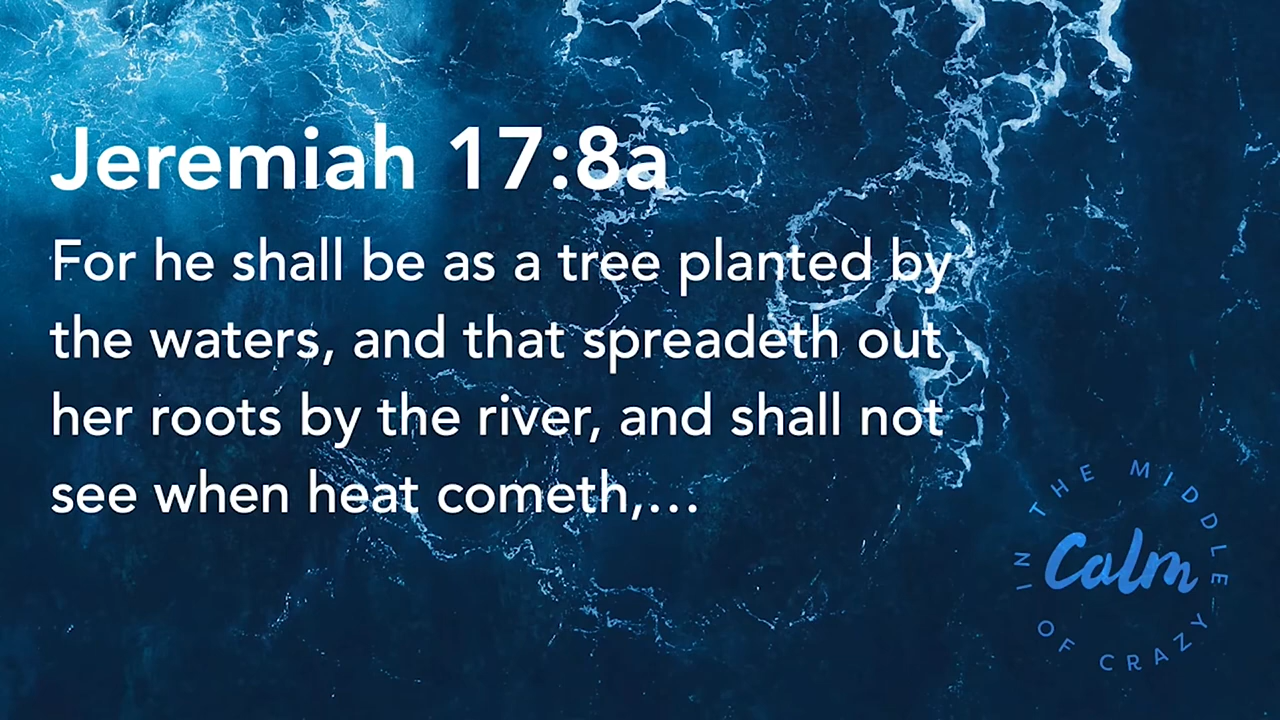 Jeremiah 17:8a
For he shall be as a tree planted by
the waters, and that spreadeth out
her roots by the river, and shall not
see when heat cometh,...
Calm
IN THE MIDDLE OF CRAZY